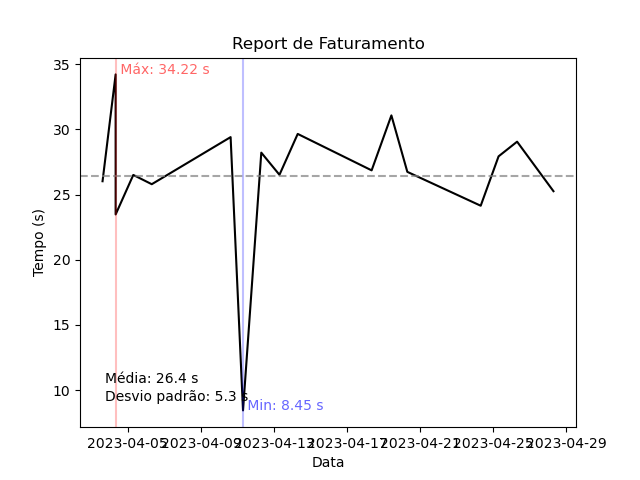 Report de Faturamento
35
30
25
20
15
10
Tempo (s)
Máx: 34.22 s
Média: 26.4 s
Desvio padrão: 5.3 s
Min: 8.45 s
2023-04-05
2023-04-09
2023-04-13
2023-04-17
2023-04-21
2023-04-25
2023-04-29
Data